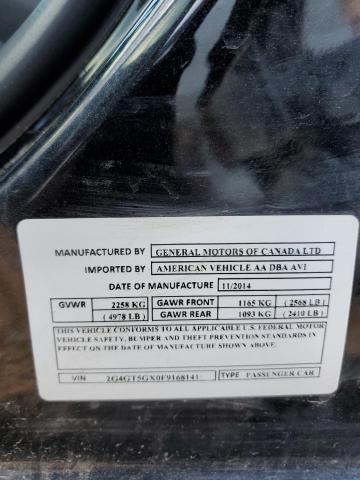 MANUFACTURED BY GENERAL MOTORS OF CANADA LTD
IMPORTED BY AMERICAN VEHICLE AA DBA AVI
DATE OF MANUFACTURE 11/2014
GVWR 2258 KG GAWR FRONT 1165 KG ( 2568 LB )
( 4978 LB ) GAWR REAR 1093 KG ( 2410 LB )
THIS VEHICLE CONFORMS TO ALL APPLICABLE U.S. FEDERAL MOTOR
VEHICLE SAFETY, BUMPER AND THEFT PREVENTION STANDARDS IN
EFFECT ON THE DATE OF MANUFACTURE SHOWN ABOVE.
VIN 2G4GT5GX0F9168141 TYPE PASSENGER CAR